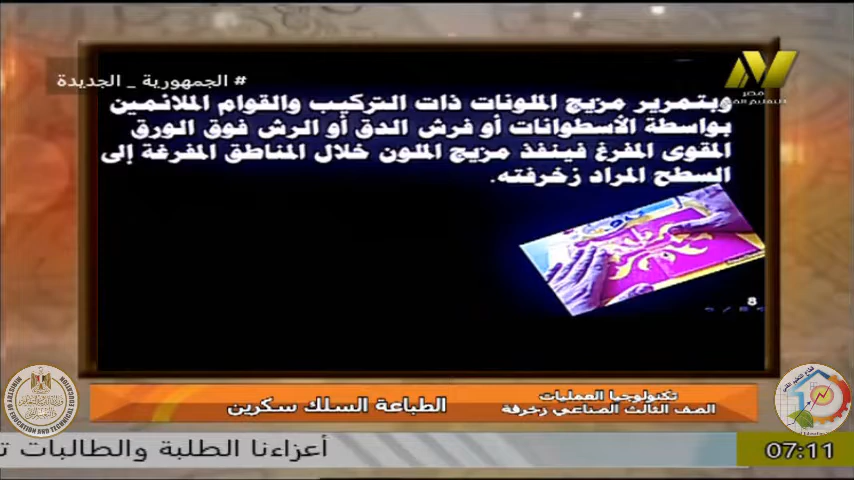 # الجمهورية _ الجديدة
مصر
وبتمرير مزيج الملونات ذات التركيب والقوام الملائمين
بواسطة الأسطوانات أو فرش الدق أو الرش فوق الورق
المقوى المفرغ فينفذ مزيج الملون خلال المناطق المفرغة إلى
السطح المراد زخرفته.
8
تكنولوجيا العمليات
الصف الثالث الصناعي زخرفة
الطباعة السلك سكرين
أعزاءنا الطلبة والطالبات
07:11